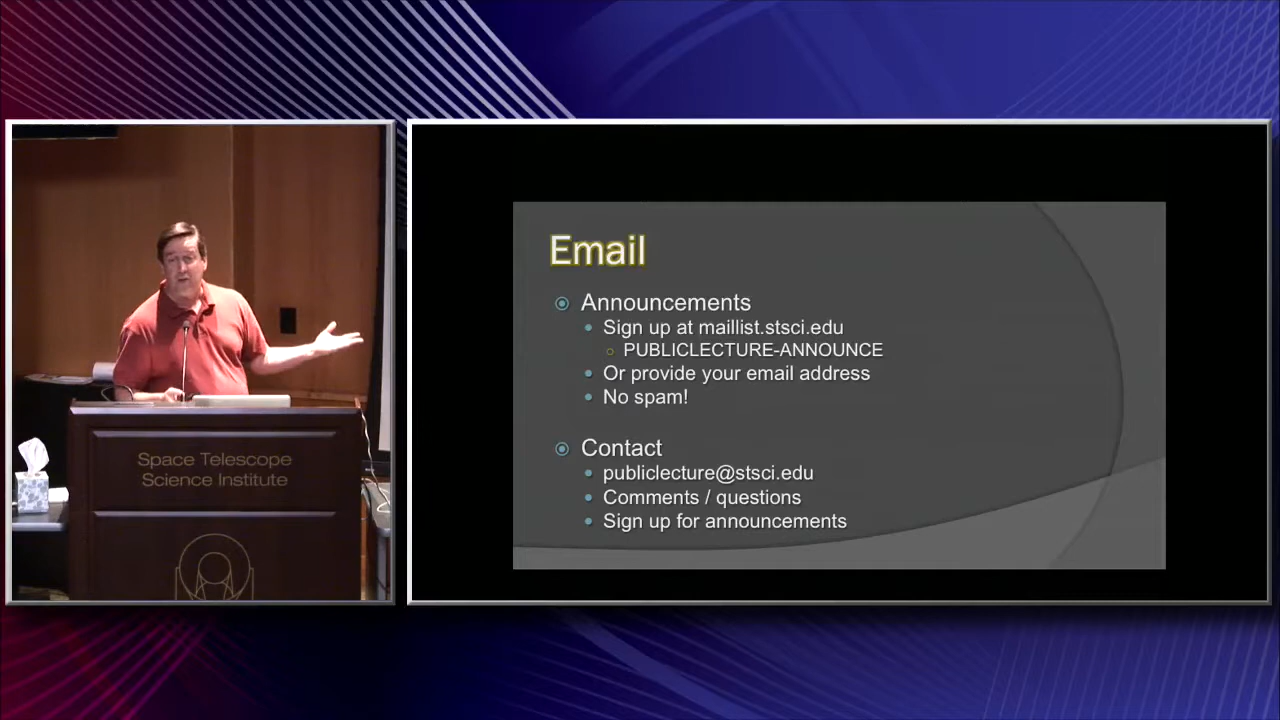 Space Telescope
Science Institute
Email
Announcements
Sign up at maillist.stsci.edu
PUBLICLECTURE-ANNOUNCE
Or provide your email address
No spam!
Contact
publiclecture@stsci.edu
Comments / questions
Sign up for announcements